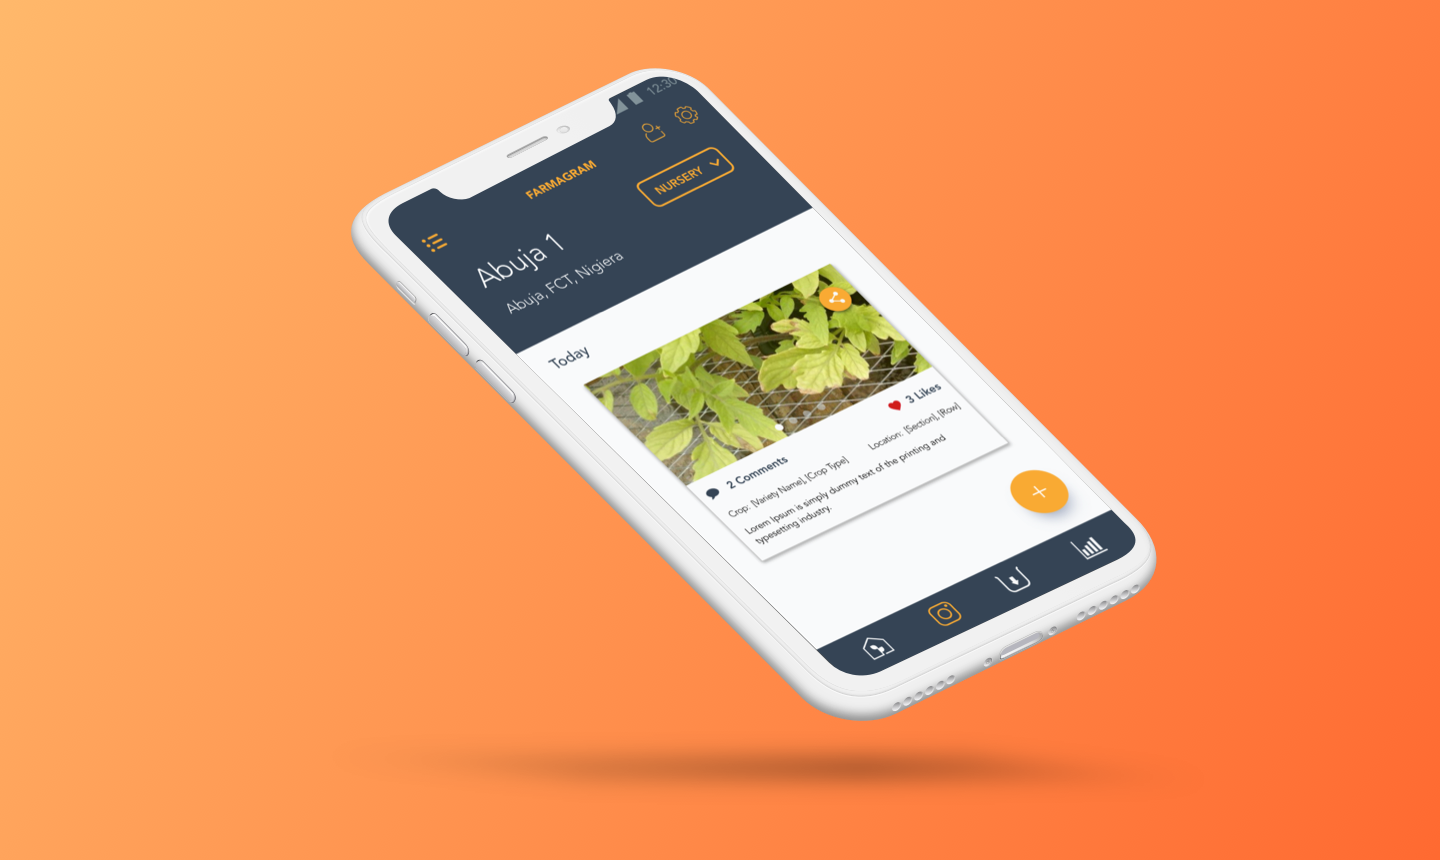 12:30
FARMAGRAM
NURSERY
Abuja 1
Abuja, FCT, Nigiera
Today
2 Comments
3 Likes
Crop: [Variety Name], [Crop Type]
Location: [Section], [Row]
Lorem Ipsum is simply dummy text of the printing and
typesetting industry.